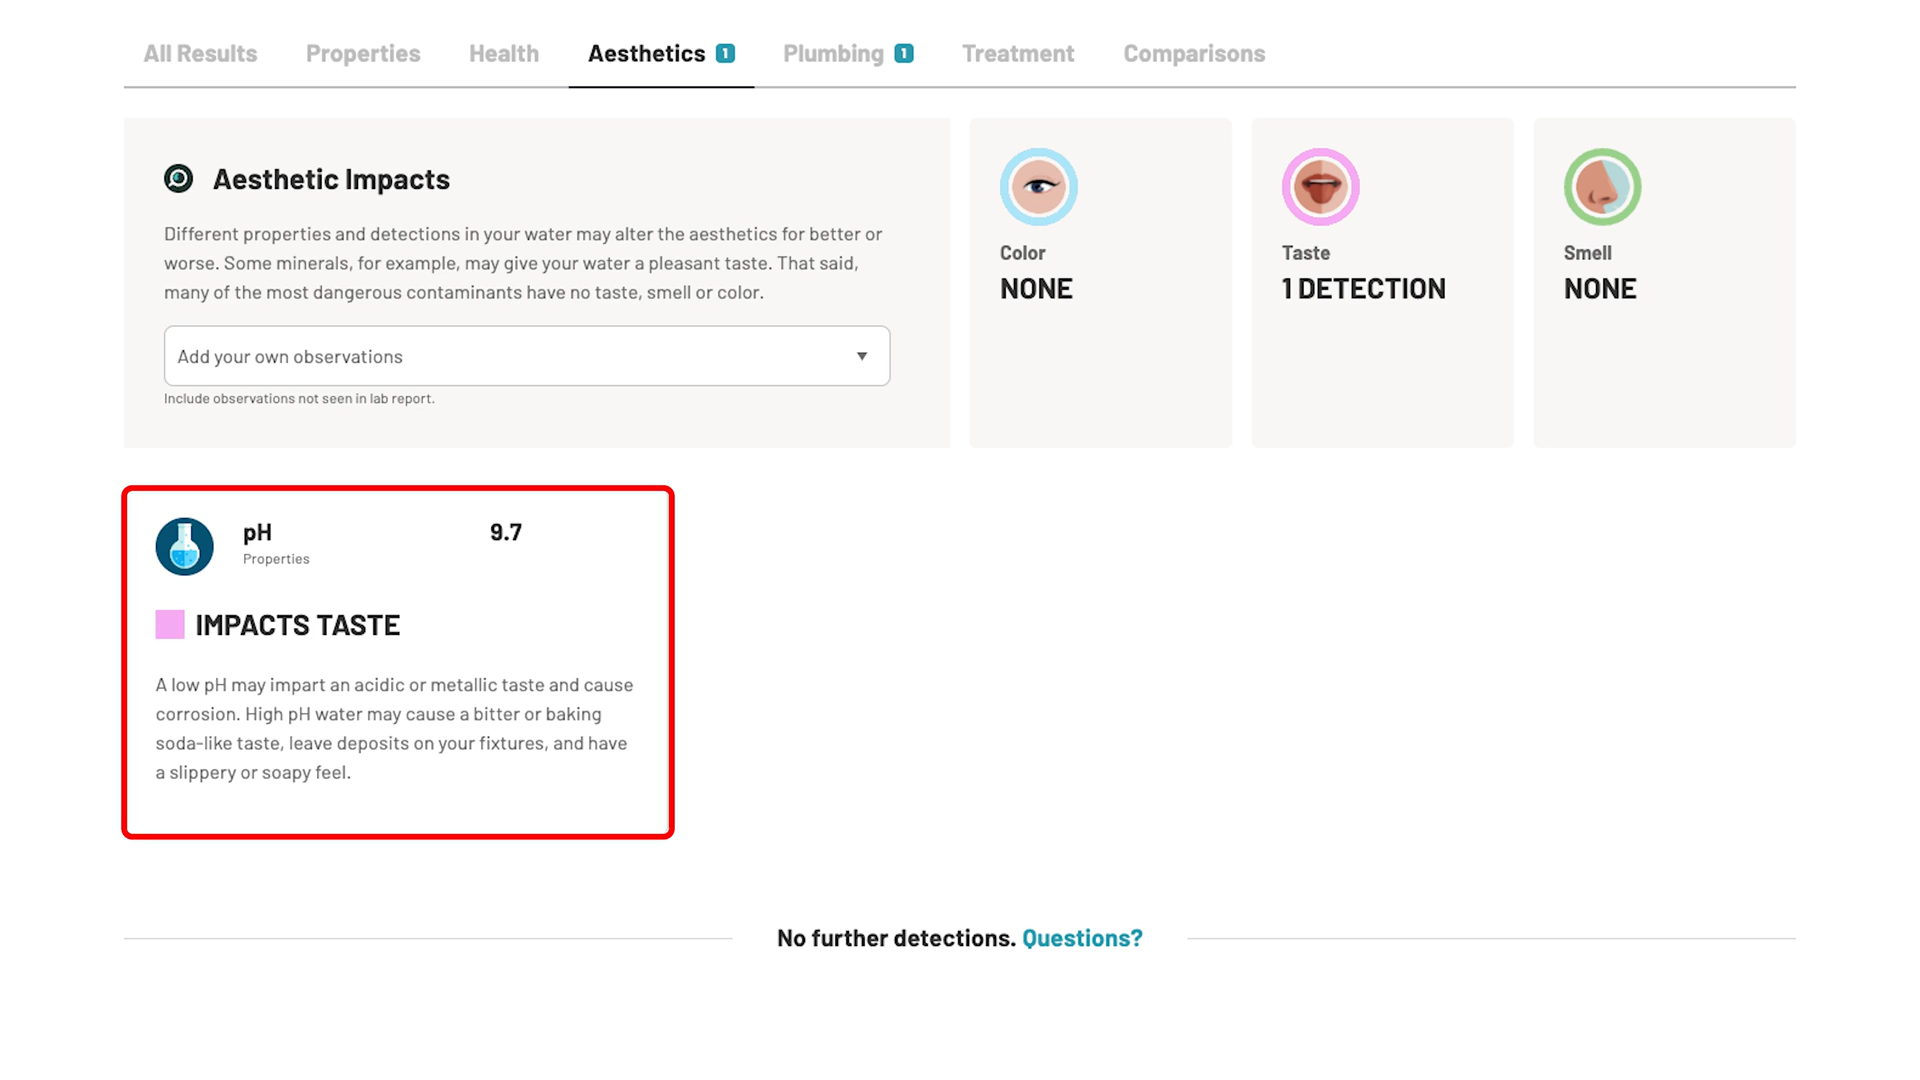 All Results Properties Health Aesthetics 1 Plumbing 1 Treatment Comparisons
Aesthetic Impacts
Different properties and detections in your water may alter the aesthetics for better or
worse. Some minerals, for example, may give your water a pleasant taste. That said,
many of the most dangerous contaminants have no taste, smell or color.
Add your own observations
Include observations not seen in lab report.
Color
NONE
Taste
1 DETECTION
Smell
NONE
pH 9.7
Properties
IMPACTS TASTE
A low pH may impart an acidic or metallic taste and cause
corrosion. High pH water may cause a bitter or baking
soda-like taste, leave deposits on your fixtures, and have
a slippery or soapy feel.
No further detections. Questions?